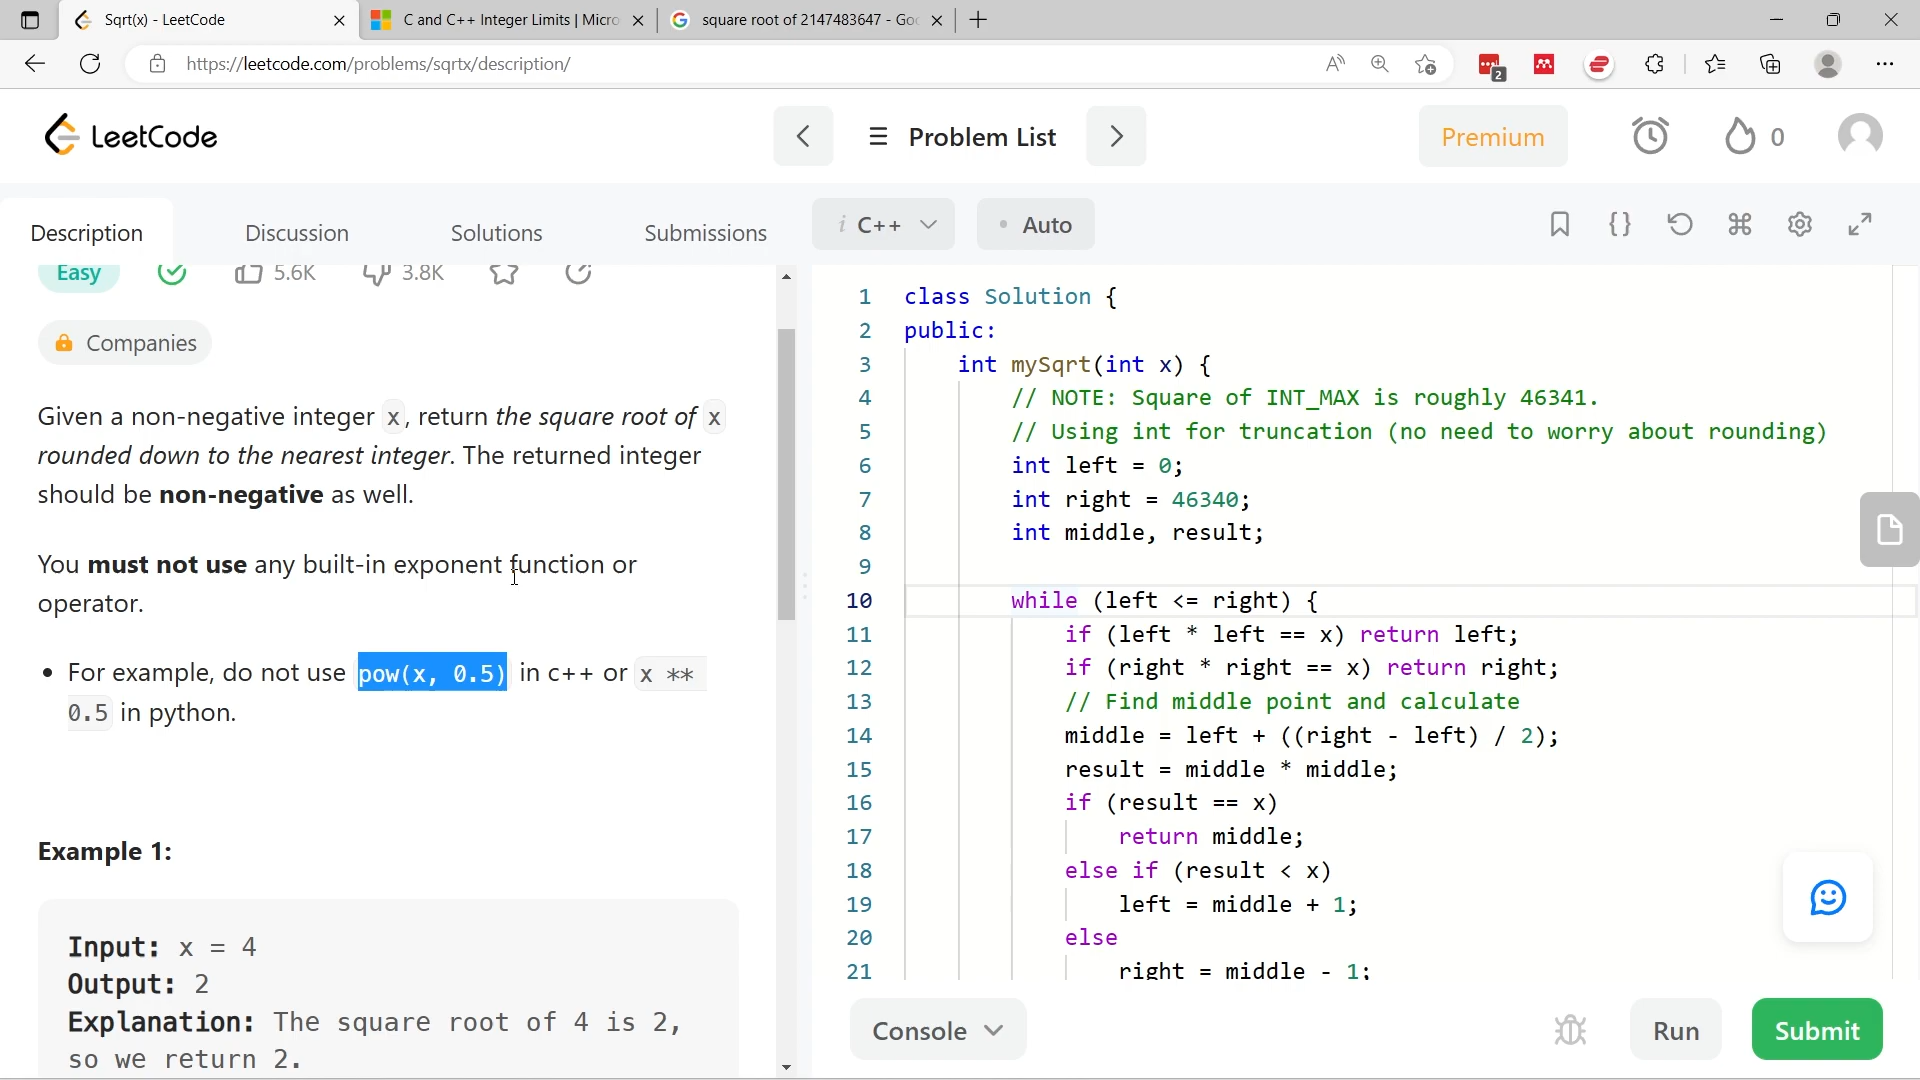 Sqrt(x) - LeetCode
C and C++ Integer Limits | Micro
square root of 2147483647 - Goo
https://leetcode.com/problems/sqrtx/description/
2
LeetCode
Problem List
Premium
0
Description
Discussion
Solutions
Submissions
i C++
Auto
Easy
5.6K
3.8K
Companies
Given a non-negative integer x, return the square root of x
rounded down to the nearest integer. The returned integer
should be non-negative as well.
You must not use any built-in exponent function or
operator.
• For example, do not use pow(x, 0.5) in c++ or x **
0.5 in python.
Example 1:
Input: x = 4
Output: 2
Explanation: The square root of 4 is 2,
so we return 2.
1 class Solution {
2 public:
3 int mySqrt(int x) {
4 // NOTE: Square of INT_MAX is roughly 46341.
5 // Using int for truncation (no need to worry about rounding)
6 int left = 0;
7 int right = 46340;
8 int middle, result;
9
10 while (left <= right) {
11 if (left * left == x) return left;
12 if (right * right == x) return right;
13 // Find middle point and calculate
14 middle = left + ((right - left) / 2);
15 result = middle * middle;
16 if (result == x)
17 return middle;
18 else if (result < x)
19 left = middle + 1;
20 else
21 right = middle - 1;
Console
Run
Submit